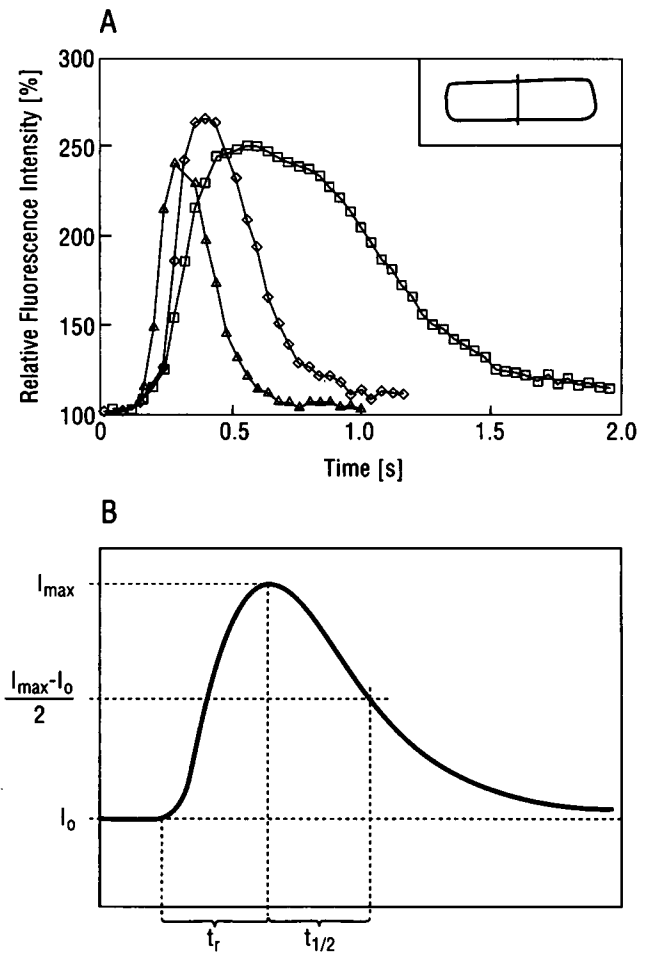 A
Relative Fluorescence Intensity [%]
300
250
200
150
100
0
0.5
1.0
1.5
2.0
Time [s]
B
Imax
Imax-Io
2
Io
tr
t1/2